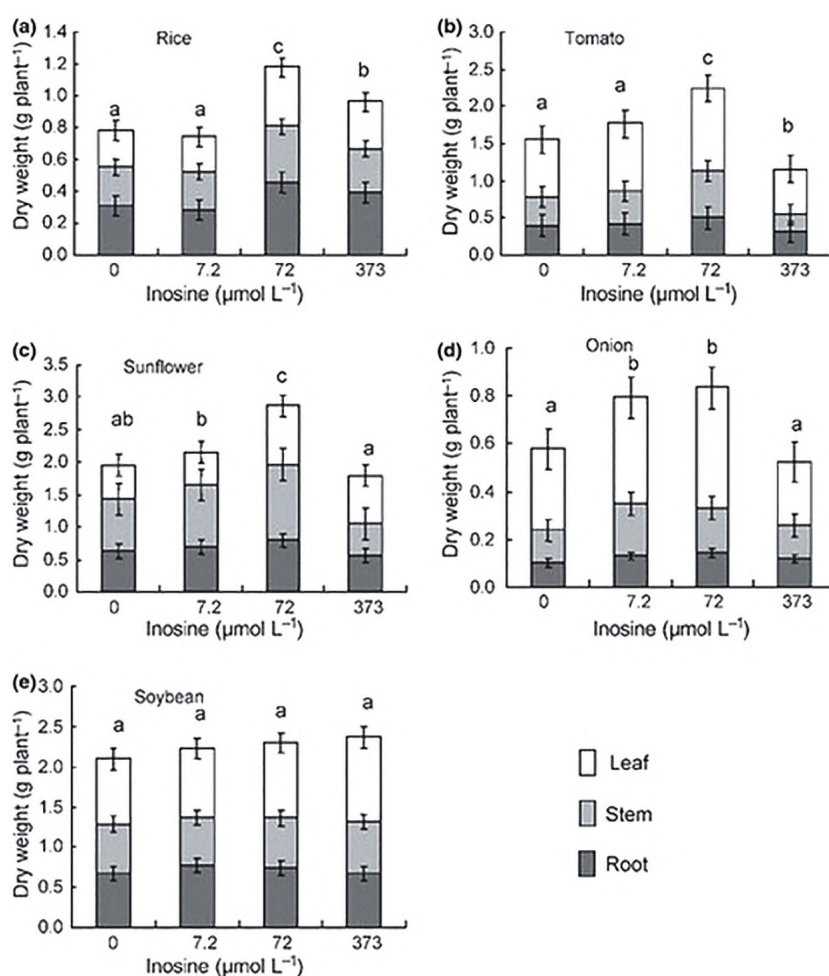 (a)
Rice
Dry weight (g plant⁻¹)
1.4
1.2
1.0
0.8
0.6
0.4
0.2
0.0
a
a
c
b
0
7.2
72
373
Inosine (µmol L⁻¹)
(b)
Tomato
Dry weight (g plant⁻¹)
3.0
2.5
2.0
1.5
1.0
0.5
0.0
a
a
c
b
0
7.2
72
373
Inosine (µmol L⁻¹)
(c)
Sunflower
Dry weight (g plant⁻¹)
3.5
3.0
2.5
2.0
1.5
1.0
0.5
0.0
ab
b
c
a
0
7.2
72
373
Inosine (µmol L⁻¹)
(d)
Onion
Dry weight (g plant⁻¹)
1.0
0.8
0.6
0.4
0.2
0.0
a
b
b
a
0
7.2
72
373
Inosine (µmol L⁻¹)
(e)
Soybean
Dry weight (g plant⁻¹)
3.0
2.5
2.0
1.5
1.0
0.5
0.0
a
a
a
a
0
7.2
72
373
Inosine (µmol L⁻¹)
Leaf
Stem
Root